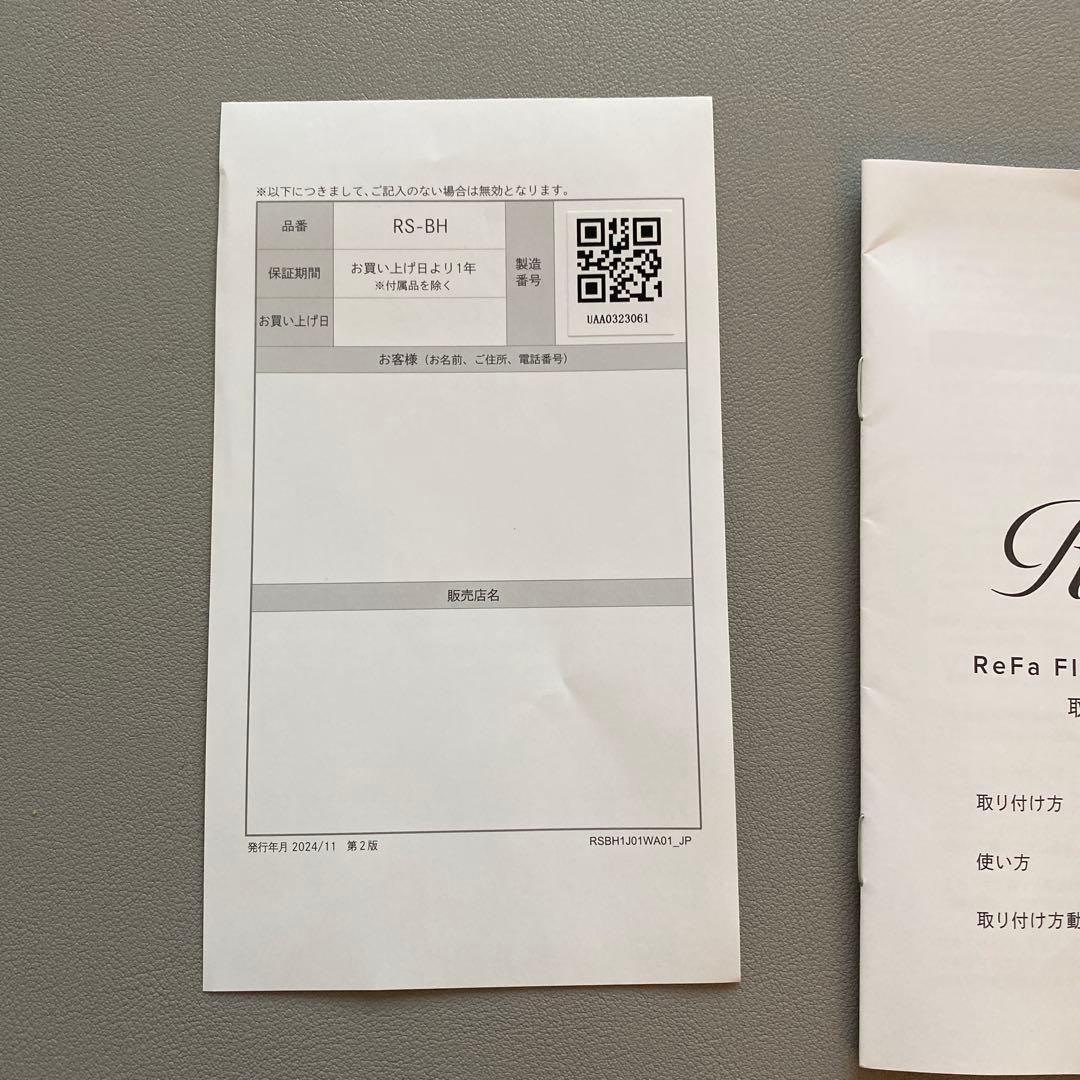 ※以下につきまして、ご記入のない場合は無効となります。
品番
RS-BH
保証期間
お買い上げ日より1年
※付属品を除く
お買い上げ日
製造
番号
UAA0323061
お客様(お名前、ご住所、電話番号)
販売店名
発行年月 2024/11 第2版
RSBH1J01WA01_JP
ReFa
取り付け方
使い方
取り付け方